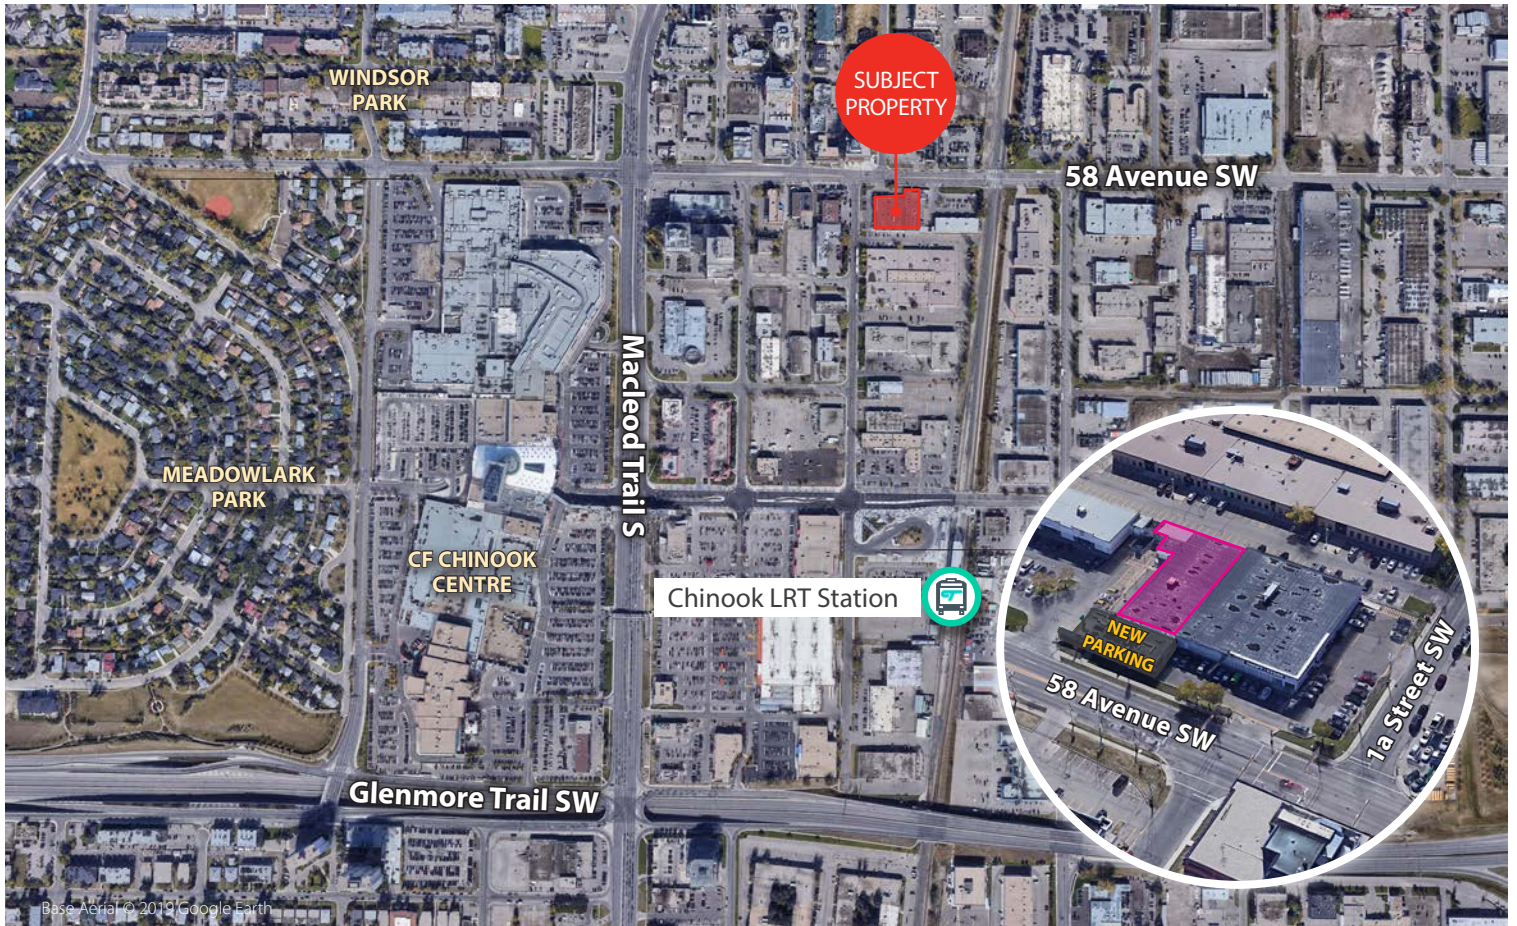 WINDSOR
PARK
SUBJECT
PROPERTY
58 Avenue SW
Macleod Trail S
MEADOWLARK
PARK
CF CHINOOK
CENTRE
Chinook LRT Station
NEW
PARKING
58 Avenue SW
1a Street SW
Glenmore Trail SW
Base Aerial © 2019 Google Earth